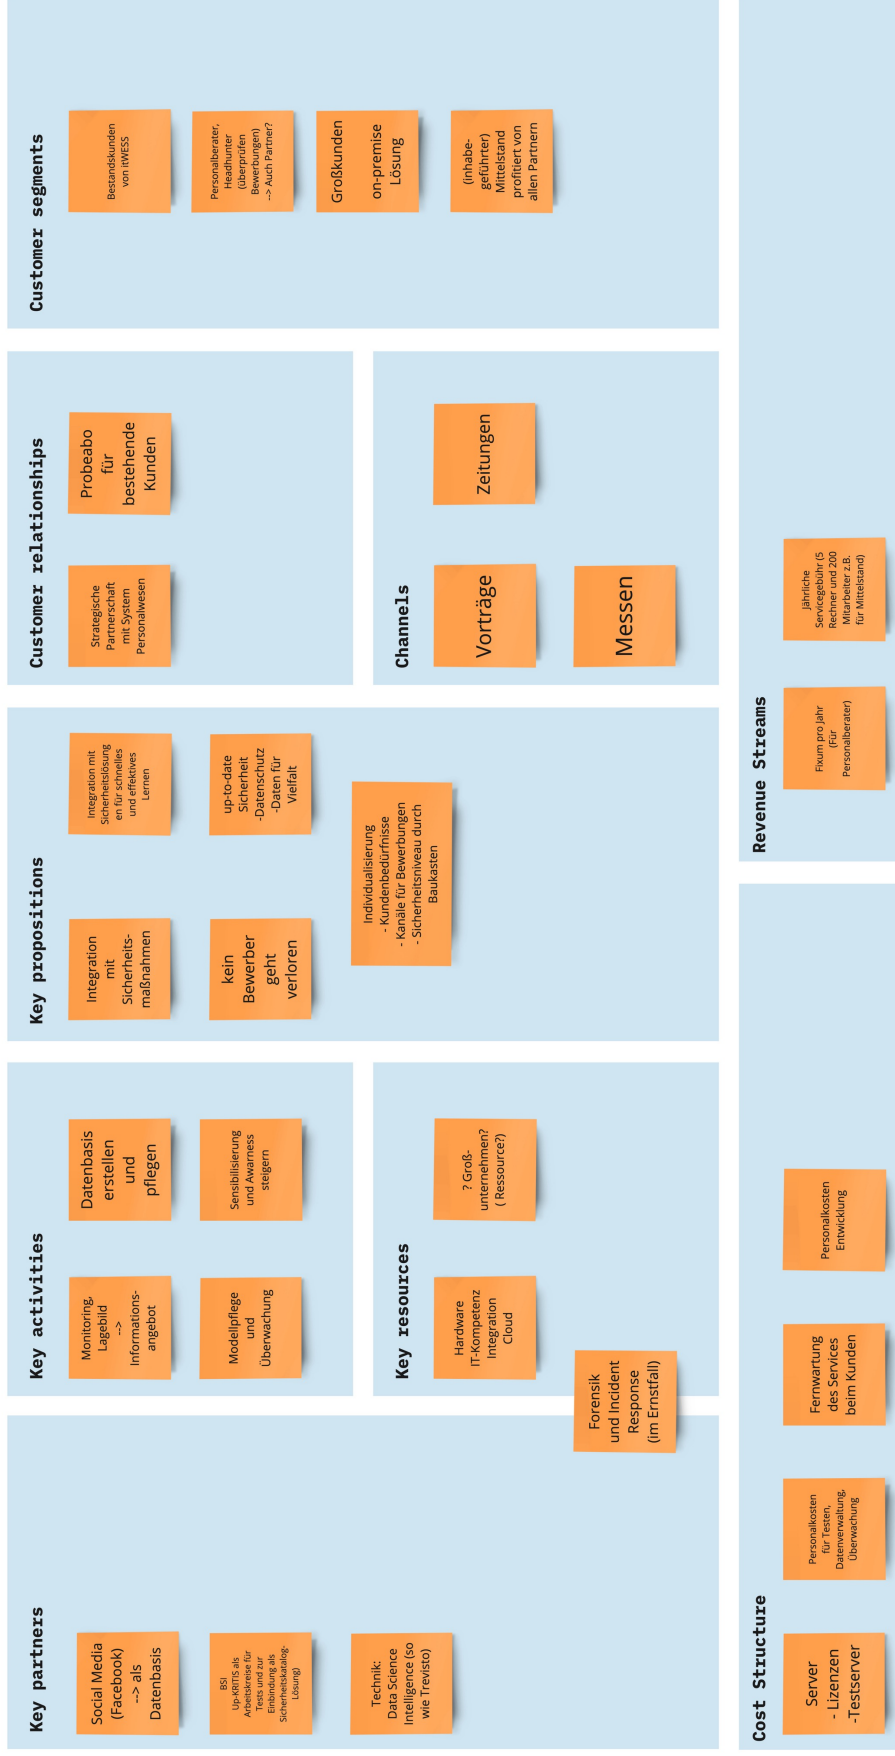 Key partners
Social Media
(Facebook)
--> als
Datenbasis
BSI
Up-KRITIS als
Arbeitskreise für
Tests und zur
Einbindung als
Sicherheitskatalog-
Lösung)
Technik:
Data Science
Intelligence (so
wie Trevisto)
Forensik
und Incident
Response
(im Ernstfall)
Key activities
Monitoring,
Lagebild
-->
Informations-
angebot
Datenbasis
erstellen
und
pflegen
Modellpflege
und
Überwachung
Sensibilisierung
und Awarness
steigern
Key resources
Hardware
IT-Kompetenz
Integration
Cloud
? Groß-
unternehmen?
( Ressource?)
Key propositions
Integration
mit
Sicherheits-
maßnahmen
Integration mit
Sicherheitslösung
en für schnelles
und effektives
Lernen
kein
Bewerber
geht
verloren
up-to-date
Sicherheit
-Datenschutz
-Daten für
Vielfalt
Individualisierung
- Kundenbedürfnisse
- Kanäle für Bewerbungen
- Sicherheitsniveau durch
Baukasten
Customer relationships
Strategische
Partnerschaft
mit System
Personalwesen
Probeabo
für
bestehende
Kunden
Channels
Vorträge
Zeitungen
Messen
Customer segments
Bestandskunden
von itWESS
Personalberater,
Headhunter
(überprüfen
Bewerbungen)
--> Auch Partner?
Großkunden
on-premise
Lösung
(inhabe-
geführter)
Mittelstand
profitiert von
allen Partnern
Cost Structure
Server
- Lizenzen
-Testserver
Personalkosten
für Testen,
Datenverwaltung,
Überwachung
Fernwartung
des Services
beim Kunden
Personalkosten
Entwicklung
Revenue Streams
Fixum pro Jahr
(Für
Personalberater)
Jährliche
Servicegebühr (5
Rechner und 200
Mitarbeiter z.B.
für Mittelstand)